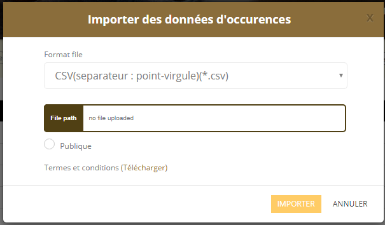 Importer des données d'occurences
X
Format file
CSV(separateur : point-virgule)(*.csv)
File path no file uploaded
Publique
Termes et conditions (Télécharger)
IMPORTER ANNULER